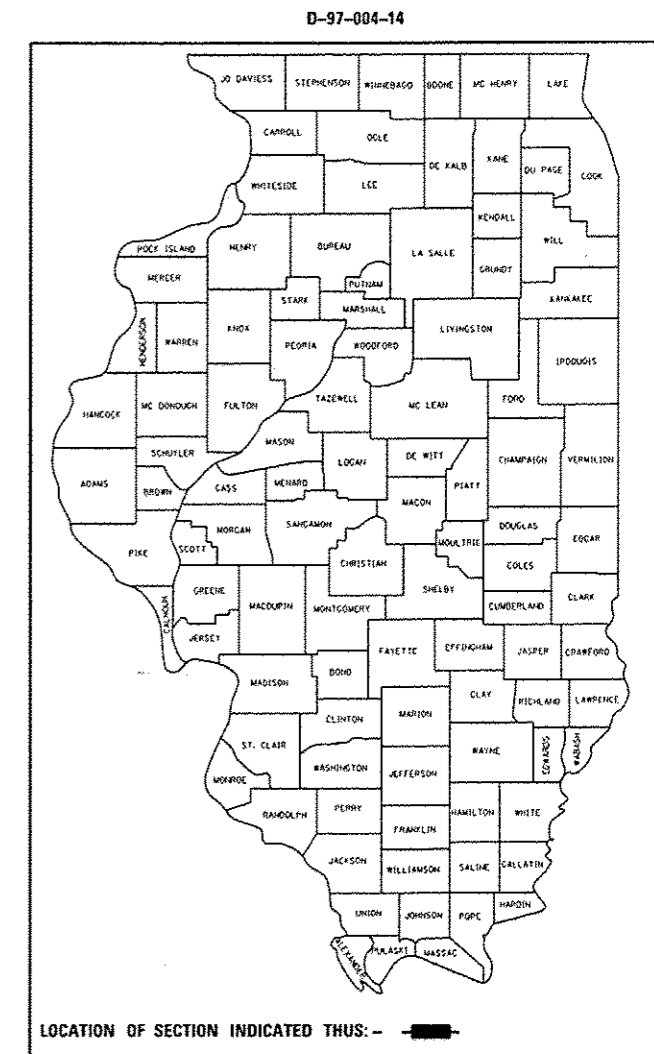 D-97-004-14
JO DAVIESS STEPHENSON WINNEBAGO BOONE MC HENRY LAKE
CARROLL OGLE DE KALB KANE DU PAGE COOK
WHITESIDE LEE KENDALL WILL
ROCK ISLAND HENRY BUREAU LA SALLE GRUNDY
MERCER PUTNAM KANKAKEE
STARK MARSHALL
HENDERSON WARREN KNOX PEORIA WOODFORD LIVINGSTON IROQUOIS
HANCOCK MC DONOUGH FULTON TAZEWELL MC LEAN FORD
SCHUYLER MASON LOGAN DE WITT CHAMPAIGN VERMILION
ADAMS BROWN CASS MENARD MACON PIATT
PIKE SCOTT MORGAN SANGAMON MOULTRIE DOUGLAS EDGAR
CHRISTIAN COLES
CALHOUN GREENE MACOUPIN MONTGOMERY SHELBY CUMBERLAND CLARK
JERSEY FAYETTE EFFINGHAM JASPER CRAWFORD
MADISON BOND CLAY RICHLAND LAWRENCE
CLINTON MARION
ST. CLAIR WASHINGTON JEFFERSON WAYNE EDWARDS WABASH
MONROE
RANDOLPH PERRY FRANKLIN HAMILTON WHITE
JACKSON WILLIAMSON SALINE GALLATIN
UNION JOHNSON POPE HARDIN
ALEXANDER PULASKI MASSAC
LOCATION OF SECTION INDICATED THUS: -